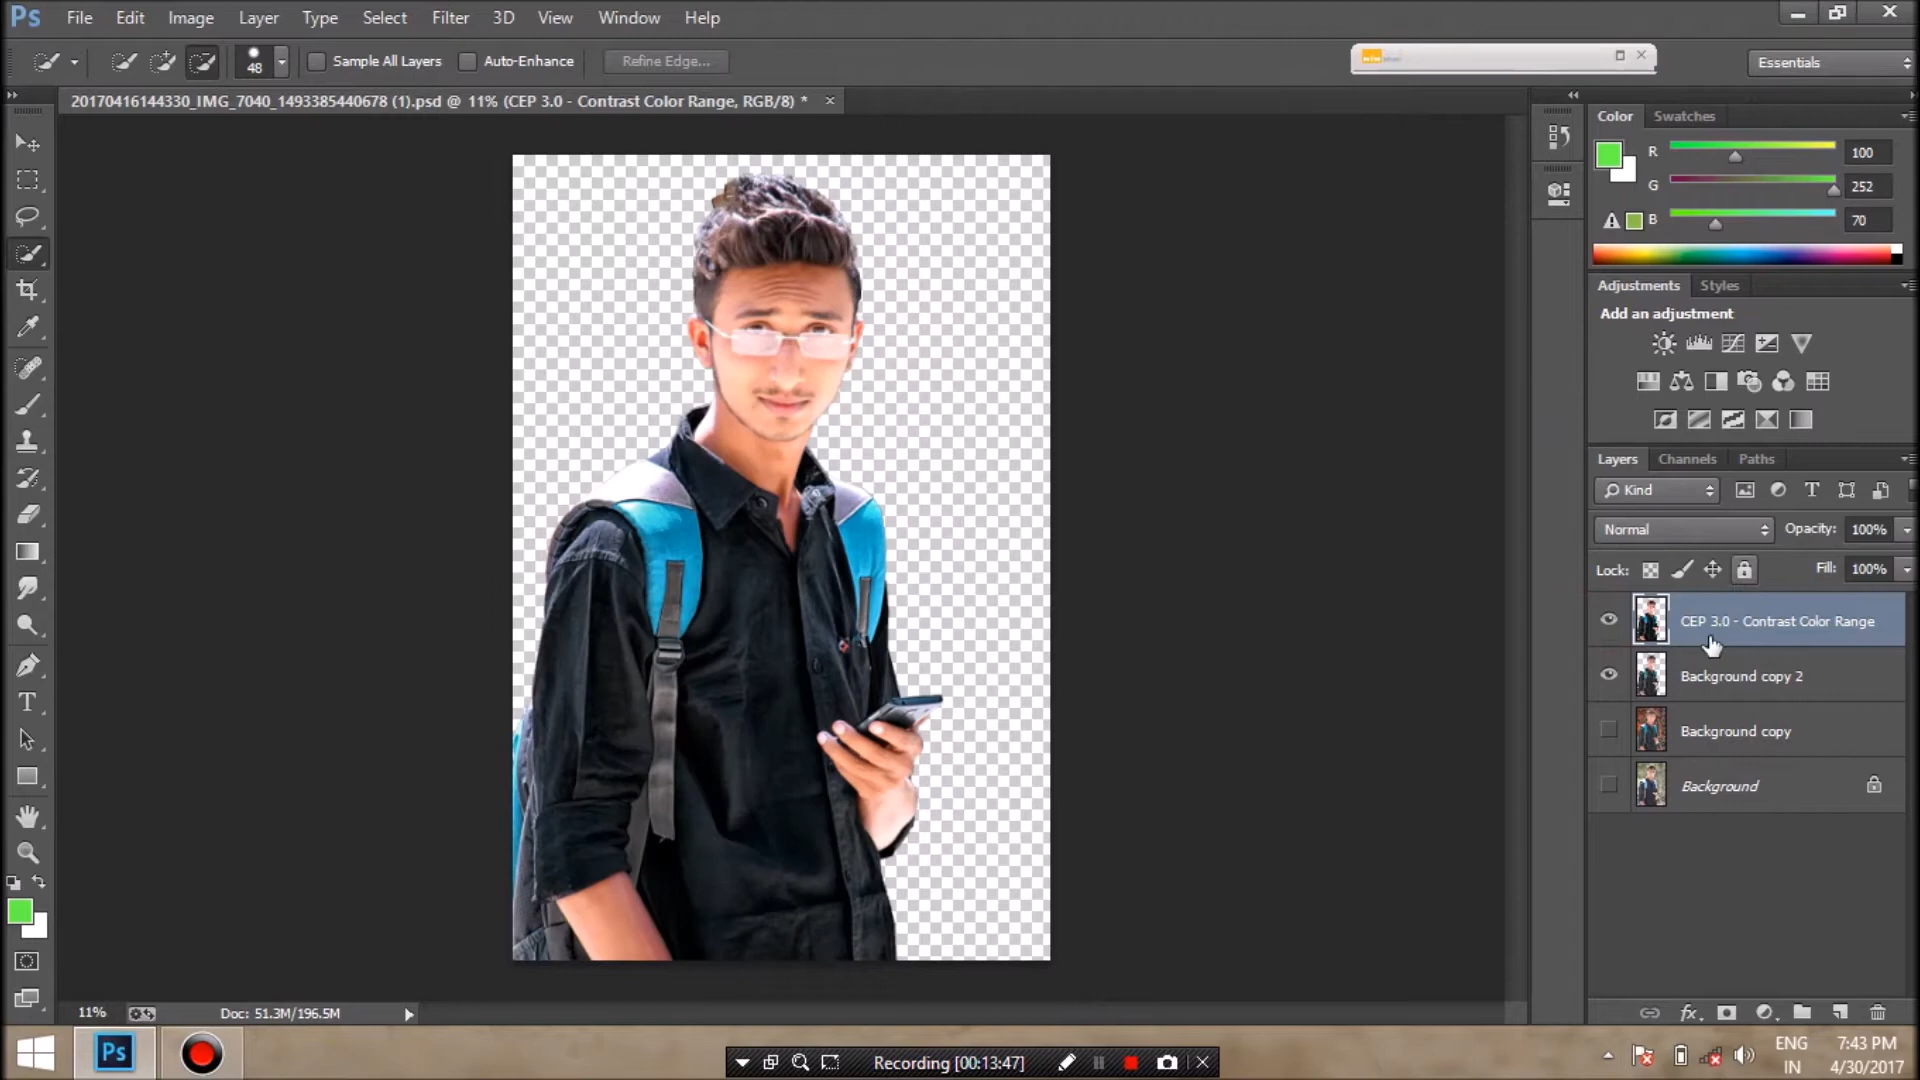 Ps File Edit Image Layer Type Select Filter 3D View Window Help
48 Sample All Layers Auto-Enhance Refine Edge... Essentials
20170416144330_IMG_7040_1493385440678 (1).psd @ 11% (CEP 3.0 - Contrast Color Range, RGB/8) *
Color Swatches
R 100
G 252
B 70
Adjustments Styles
Add an adjustment
Layers Channels Paths
Kind
Normal Opacity: 100%
Lock: Fill: 100%
CEP 3.0 - Contrast Color Range
Background copy 2
Background copy
Background
11% Doc: 51.3M/196.5M
fx
Ps
Recording [00:13:47]
ENG 7:43 PM
IN 4/30/2017